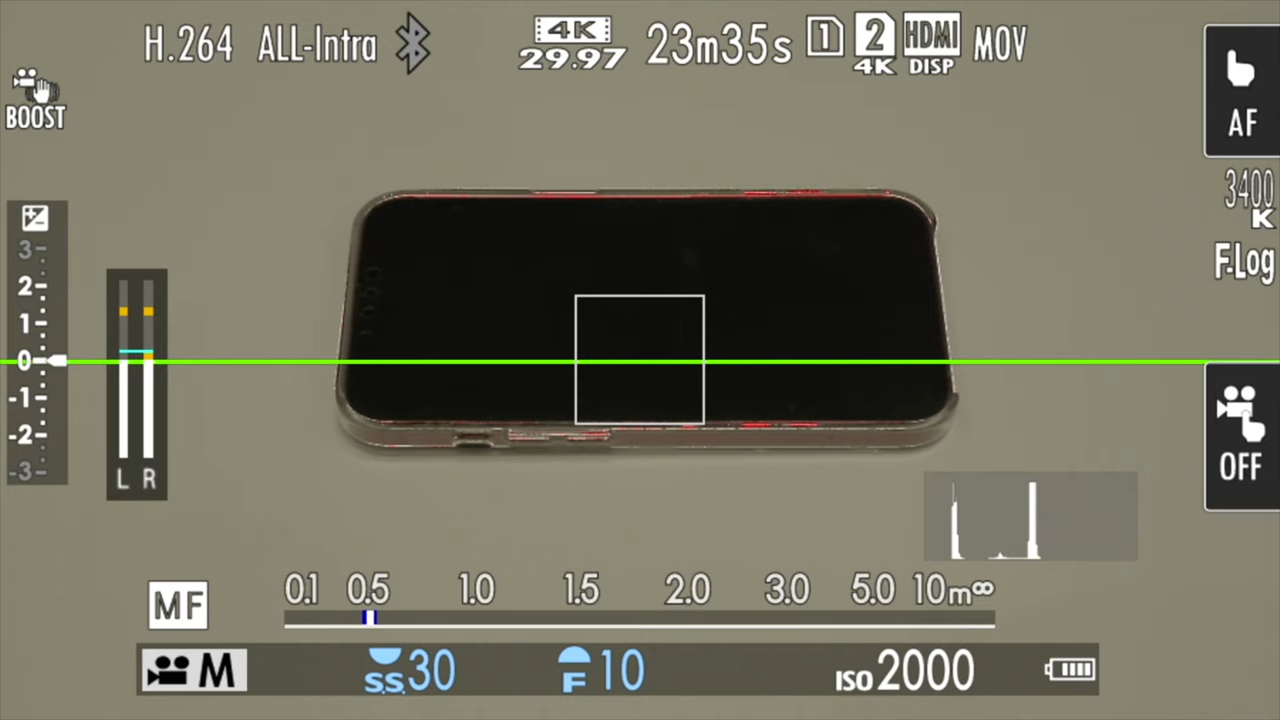 H.264 ALL-Intra 4K 29.97 23m35s 1 2 4K HDMI DISP MOV
BOOST
AF
3400K
F-Log
3
2
1
0
-1
-2
-3
L R
OFF
0.1 0.5 1.0 1.5 2.0 3.0 5.0 10m∞
MF
M S.S. 30 F 10 ISO 2000